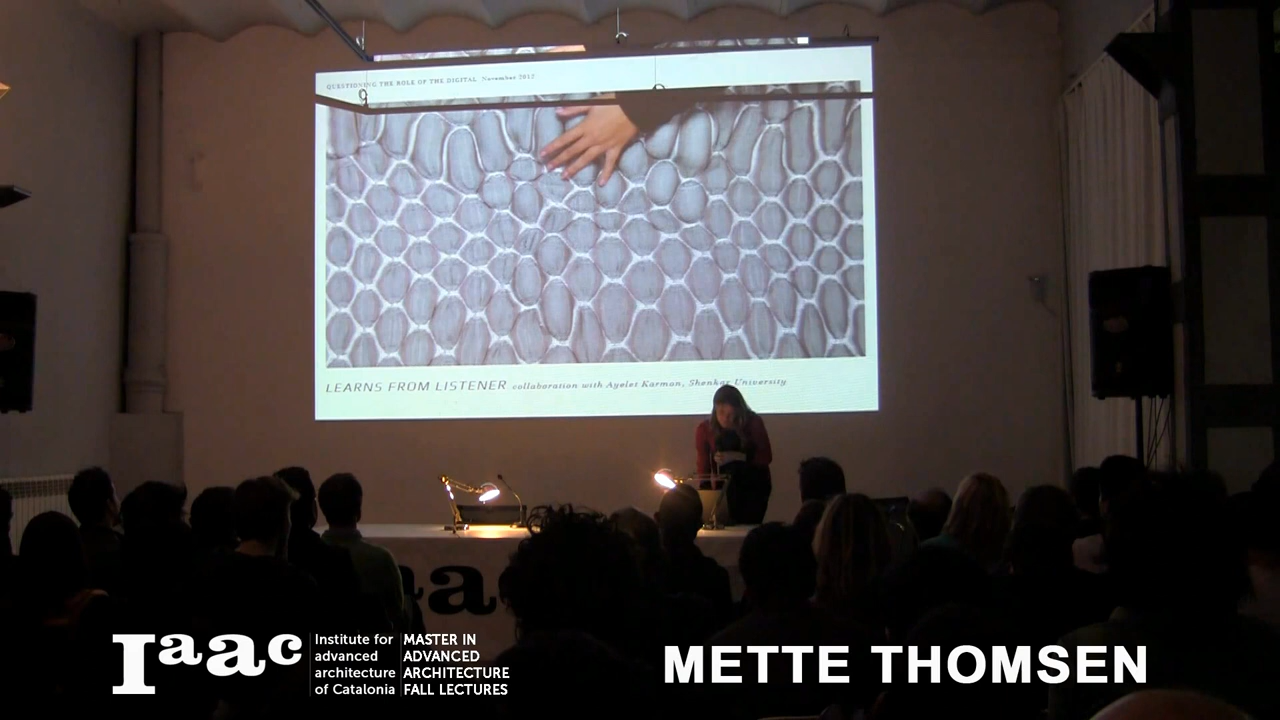 QUESTIONING THE ROLE OF THE DIGITAL November 2012
LEARNS FROM LISTENER collaboration with Ayelet Karman, Shenkar University
aa
Iaac
Institute for
advanced
architecture
of Catalonia
MASTER IN
ADVANCED
ARCHITECTURE
FALL LECTURES
METTE THOMSEN